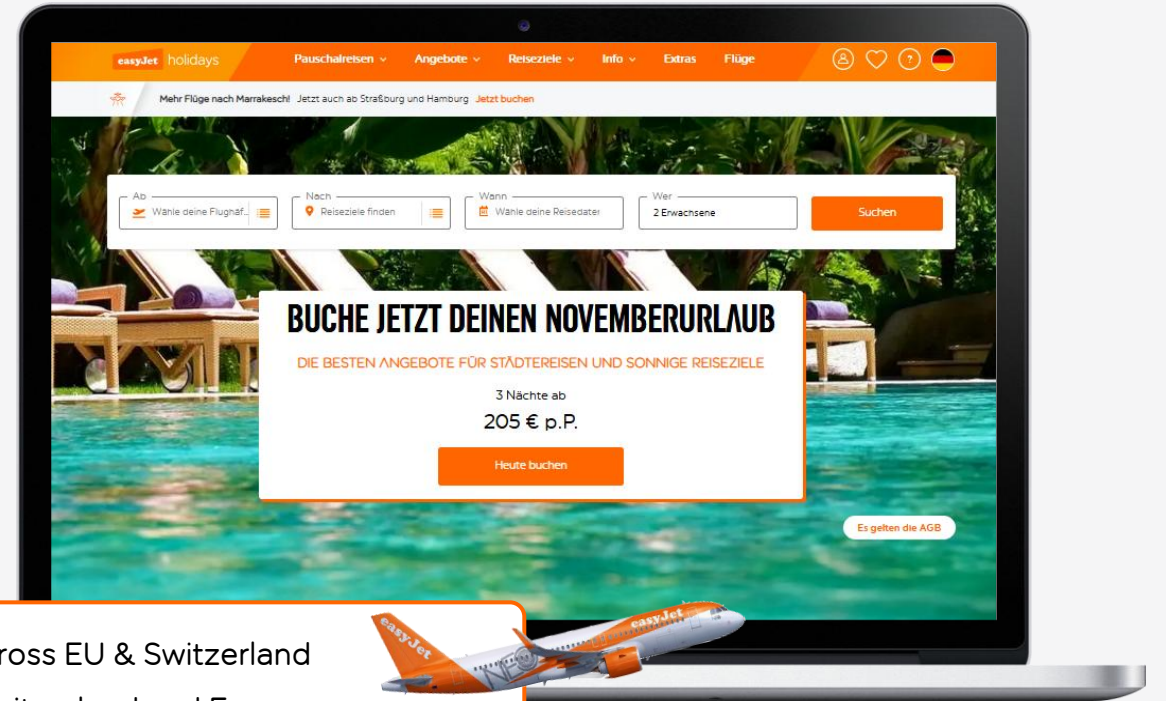 easyJet holidays Pauschalreisen Angebote Reiseziele Info Extras Flüge
Mehr Flüge nach Marrakesch! Jetzt auch ab Straßburg und Hamburg Jetzt buchen
Ab Nach Wann Wer
Wähle deine Flughäf... Reiseziele finden Wähle deine Reisedaten 2 Erwachsene Suchen
BUCHE JETZT DEINEN NOVEMBERURLAUB
DIE BESTEN ANGEBOTE FÜR STÄDTEREISEN UND SONNIGE REISEZIELE
3 Nächte ab
205 € p.P.
Heute buchen
Es gelten die AGB
easyJet
easyJet
NEO
EU & Switzerland